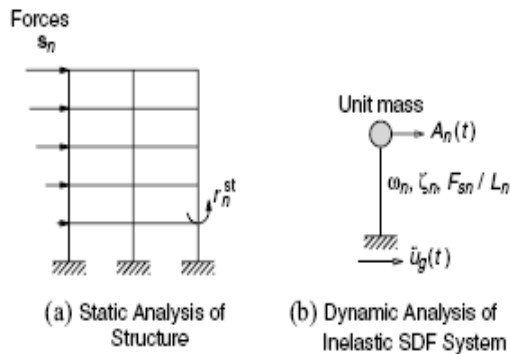 Forces
sₙ
rₙˢᵗ
(a) Static Analysis of
Structure
Unit mass
Aₙ(t)
ωₙ, ζₙ, Fₛₙ / Lₙ
ü_g(t)
(b) Dynamic Analysis of
Inelastic SDF System